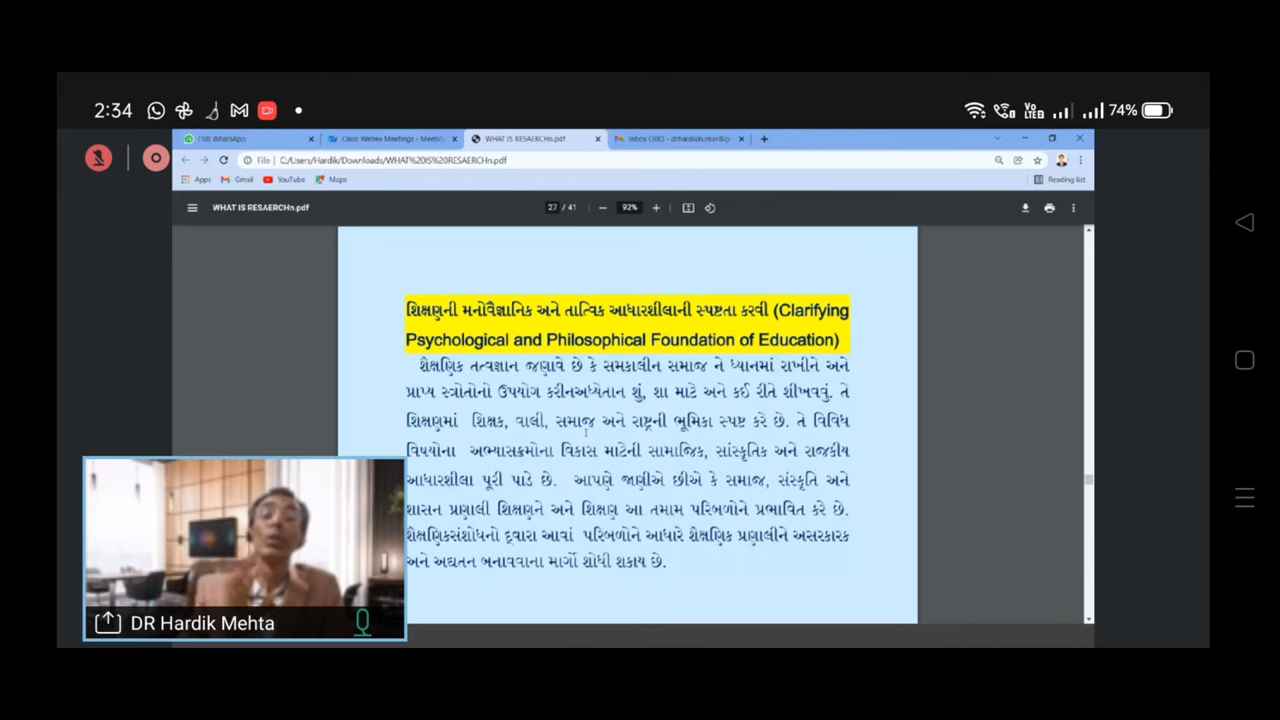 2:34
74%
(18) WhatsApp
Cisco Webex Meetings - Meetin
WHAT IS RESAERCHn.pdf
Inbox (300) - drhardiskumar@g
File C:/Users/Hardik/Downloads/WHAT%20IS%20RESAERCHn.pdf
Apps Gmail YouTube Maps Reading list
WHAT IS RESAERCHn.pdf 27 / 41 92%
શિક્ષણની મનોવૈજ્ઞાનિક અને તાત્વિક આધારશીલાની સ્પષ્ટતા કરવી (Clarifying
Psychological and Philosophical Foundation of Education)
શૈક્ષણિક તત્વજ્ઞાન જણાવે છે કે સમકાલીન સમાજ ને ધ્યાનમાં રાખીને અને
પ્રાપ્ય સ્ત્રોતોનો ઉપયોગ કરીનઅધ્યેતાન શું, શા માટે અને કઈ રીતે શીખવવું. તે
શિક્ષણમાં શિક્ષક, વાલી, સમાજ અને રાષ્ટ્રની ભૂમિકા સ્પષ્ટ કરે છે. તે વિવિધ
વિષયોના અભ્યાસક્રમોના વિકાસ માટેની સામાજિક, સાંસ્કૃતિક અને રાજકીય
આધારશીલા પૂરી પાડે છે. આપણે જાણીએ છીએ કે સમાજ, સંસ્કૃતિ અને
શાસન પ્રણાલી શિક્ષણને અને શિક્ષણ આ તમામ પરિબળોને પ્રભાવિત કરે છે.
શૈક્ષણિકસંશોધનો દ્વારા આવાં પરિબળોને આધારે શૈક્ષણિક પ્રણાલીને અસરકારક
અને અદ્યતન બનાવવાના માર્ગો શોધી શકાય છે.
DR Hardik Mehta